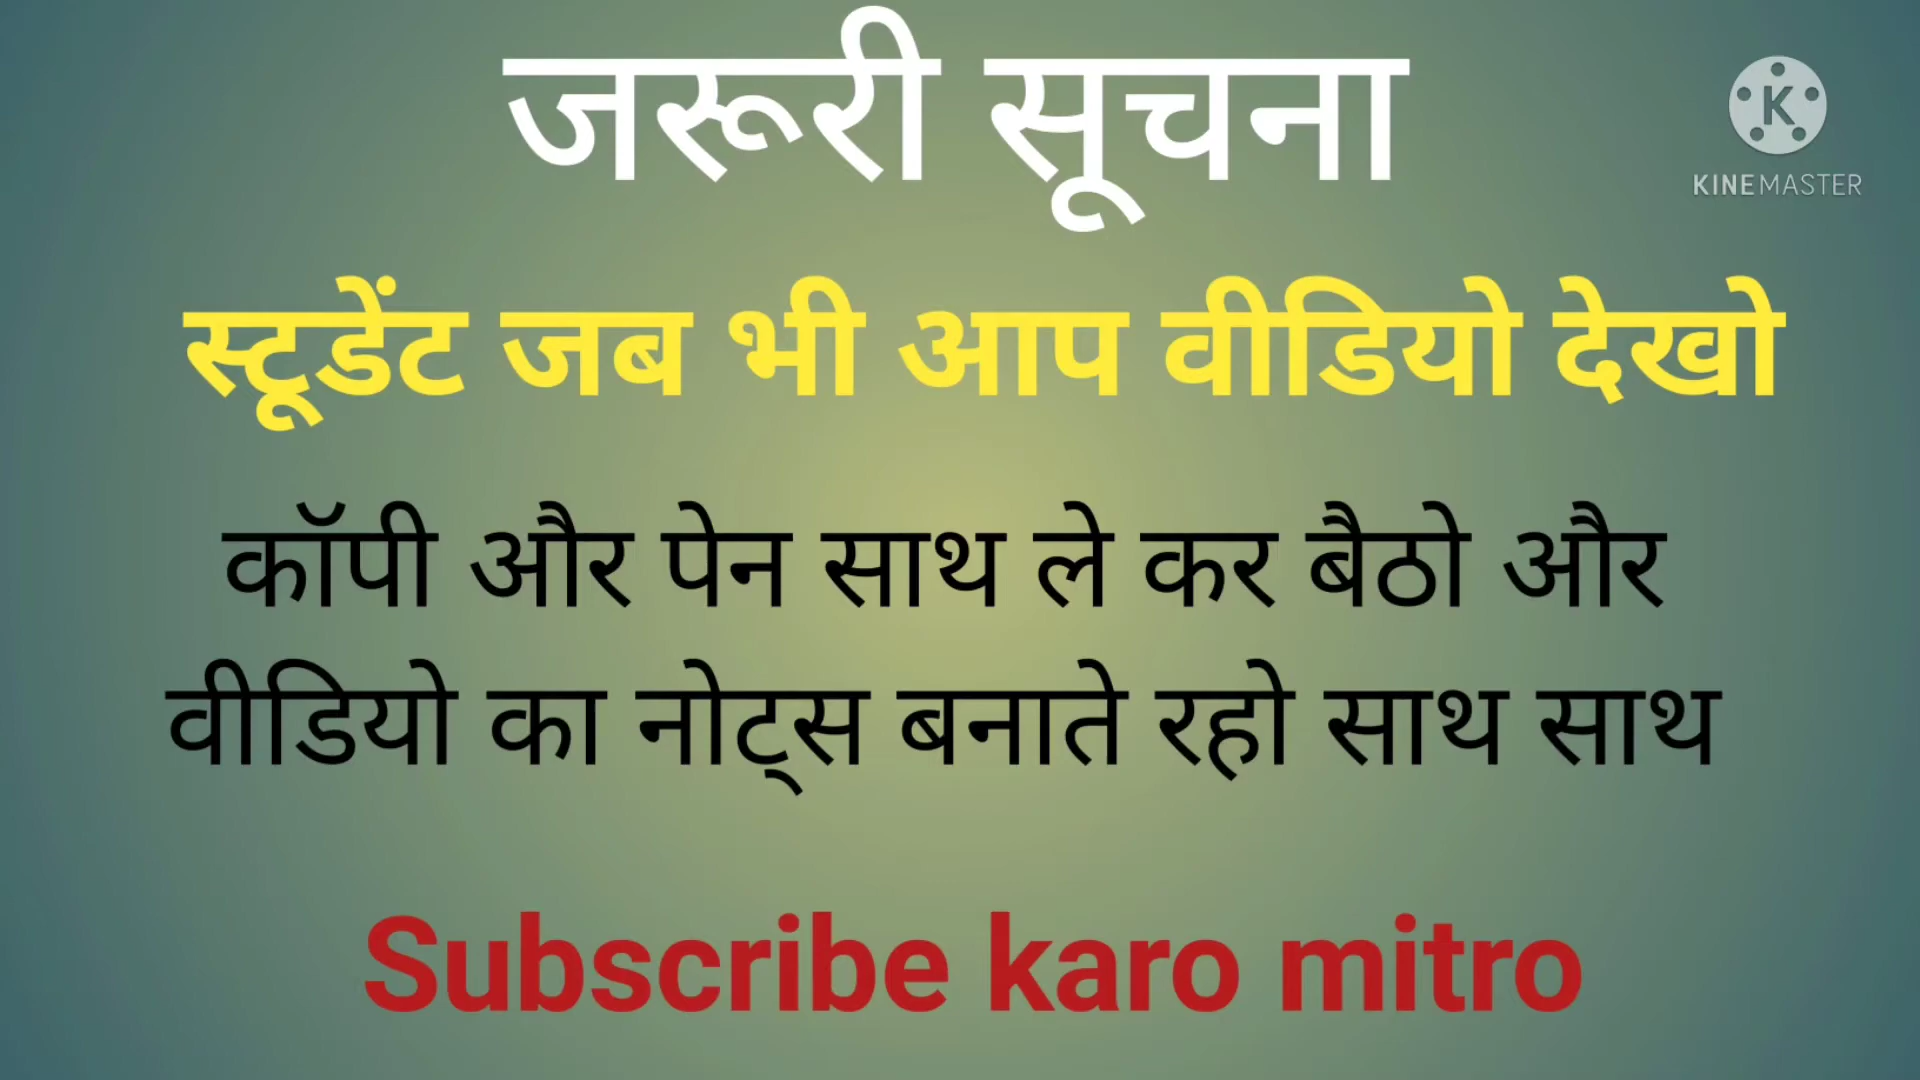 जरूरी सूचना
K
KINEMASTER
स्टूडेंट जब भी आप वीडियो देखो
कॉपी और पेन साथ ले कर बैठो और
वीडियो का नोट्स बनाते रहो साथ साथ
Subscribe karo mitro